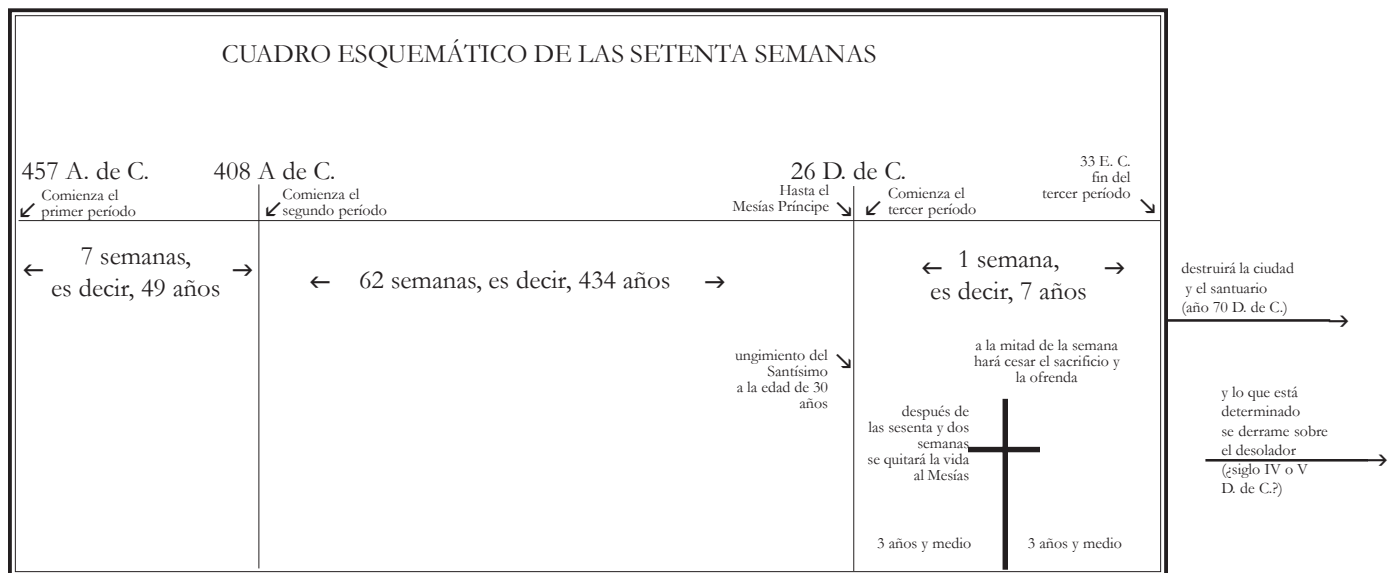 CUADRO ESQUEMÁTICO DE LAS SETENTA SEMANAS
457 A. de C.
Comienza el
primer período
408 A de C.
Comienza el
segundo período
26 D. de C.
Hasta el
Mesías Príncipe
Comienza el
tercer período
33 E. C.
fin del
tercer período
7 semanas,
es decir, 49 años
62 semanas, es decir, 434 años
1 semana,
es decir, 7 años
ungimiento del
Santísimo
a la edad de 30
años
a la mitad de la semana
hará cesar el sacrificio y
la ofrenda
después de
las sesenta y dos
semanas
se quitará la vida
al Mesías
3 años y medio
3 años y medio
destruirá la ciudad
y el santuario
(año 70 D. de C.)
y lo que está
determinado
se derrame sobre
el desolador
(¿siglo IV o V
D. de C.?)